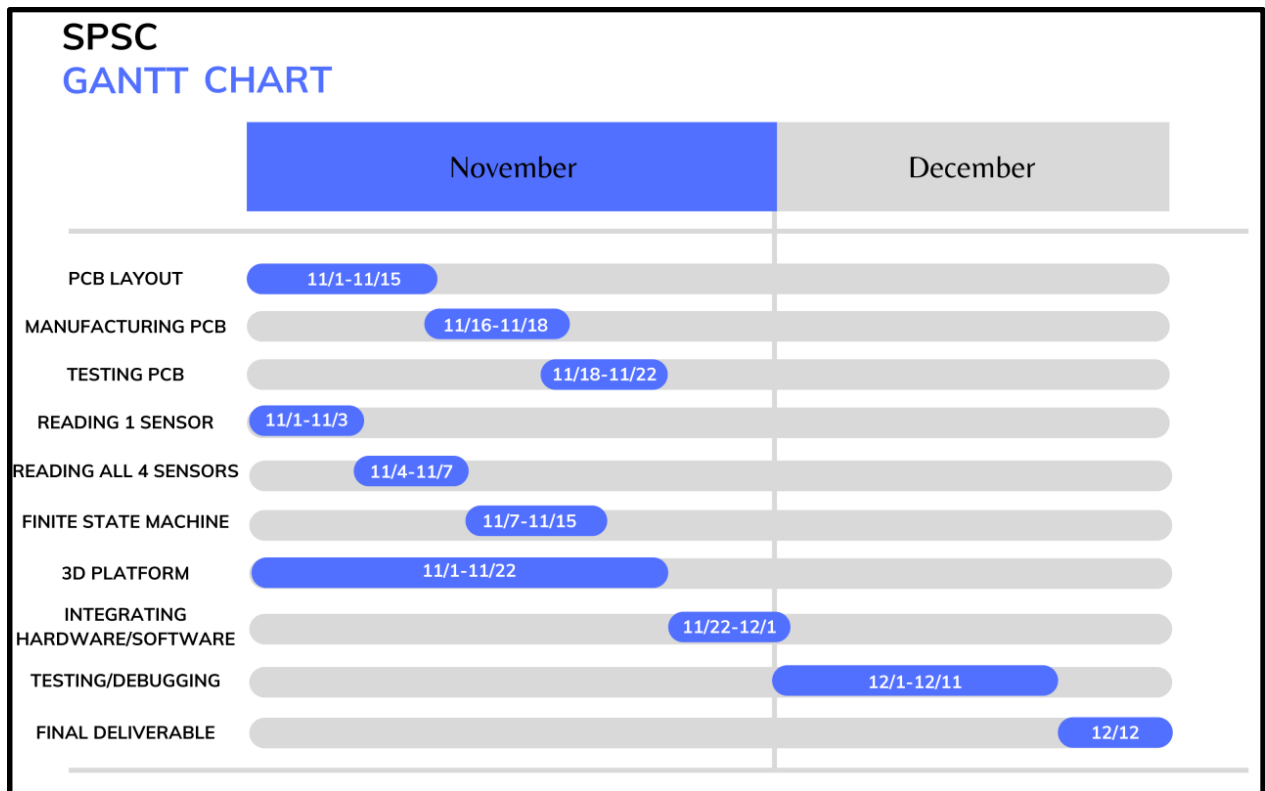 SPSC
GANTT CHART
November
December
PCB LAYOUT
11/1-11/15
MANUFACTURING PCB
11/16-11/18
TESTING PCB
11/18-11/22
READING 1 SENSOR
11/1-11/3
READING ALL 4 SENSORS
11/4-11/7
FINITE STATE MACHINE
11/7-11/15
3D PLATFORM
11/1-11/22
INTEGRATING
HARDWARE/SOFTWARE
11/22-12/1
TESTING/DEBUGGING
12/1-12/11
FINAL DELIVERABLE
12/12